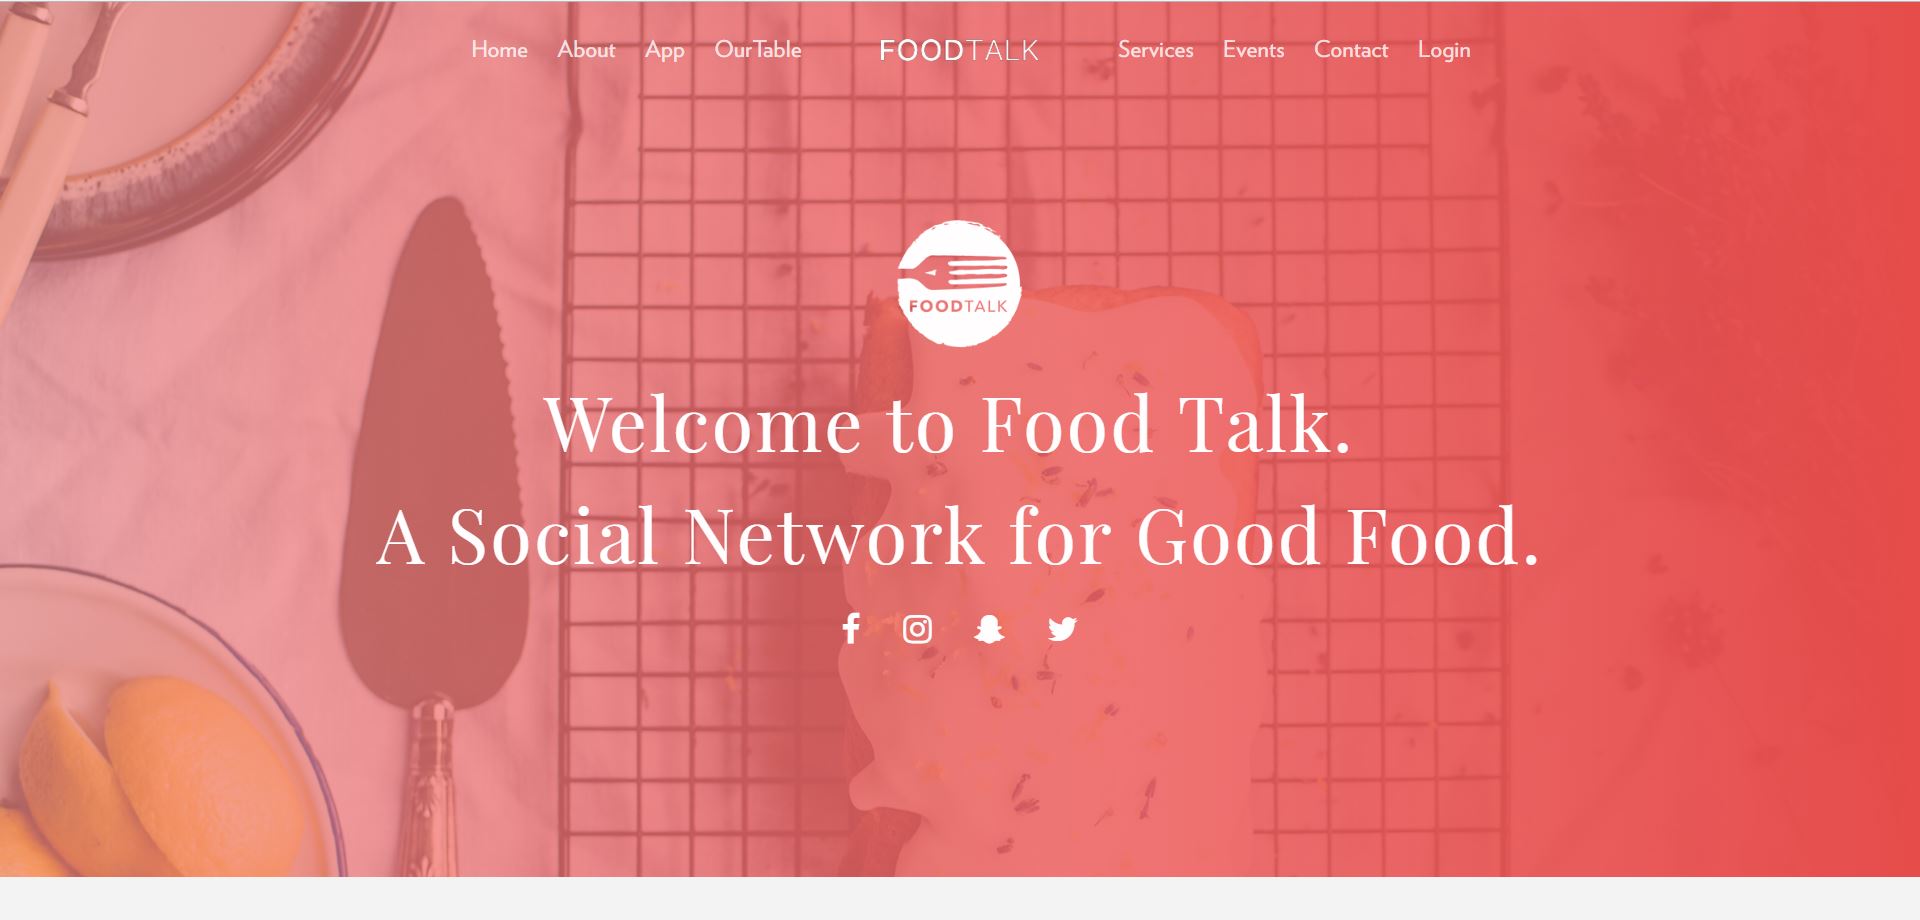 Home About App OurTable FOODTALK Services Events Contact Login
FOODTALK
Welcome to Food Talk.
A Social Network for Good Food.